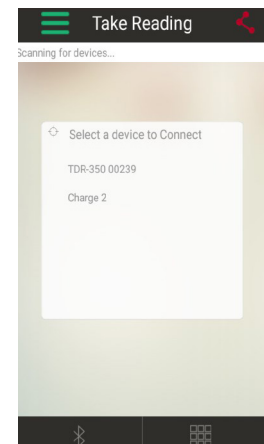 Take Reading
Scanning for devices...
Select a device to Connect
TDR-350 00239
Charge 2